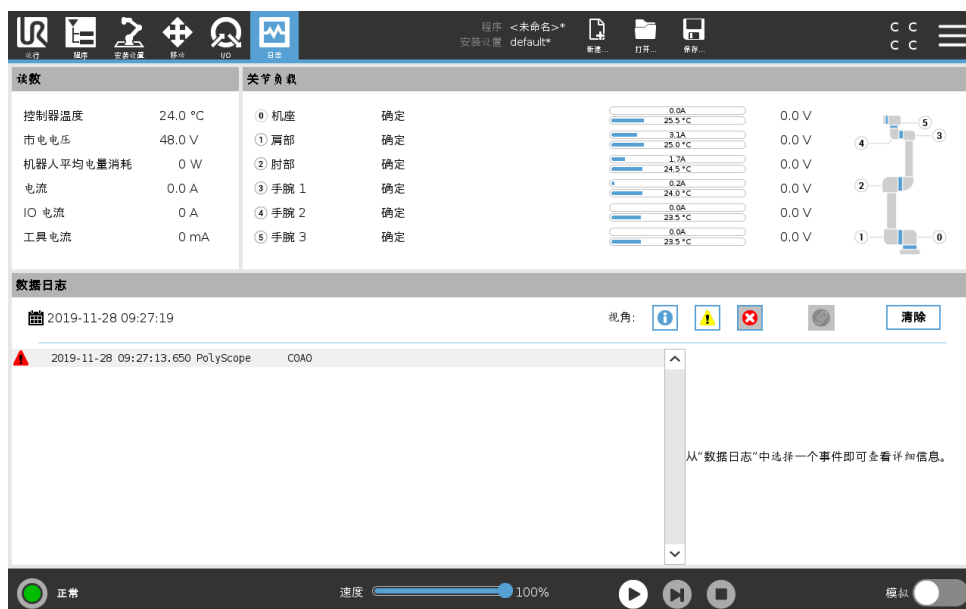 程序 <未命名>*
安装设置 default*
新建... 打开... 保存...
C C
C C
运行 程序 安装设置 移动 I/O 日志
读数
关节负载
控制器温度 24.0 °C
市电电压 48.0 V
机器人平均电量消耗 0 W
电流 0.0 A
IO 电流 0 A
工具电流 0 mA
0 机座 确定 0.0A 25.5 °C 0.0 V
1 肩部 确定 3.1A 25.0 °C 0.0 V
2 肘部 确定 1.7A 24.5 °C 0.0 V
3 手腕 1 确定 0.2A 24.0 °C 0.0 V
4 手腕 2 确定 0.0A 23.5 °C 0.0 V
5 手腕 3 确定 0.0A 23.5 °C 0.0 V
5
4 3
2
1 0
数据日志
2019-11-28 09:27:19 视角: 清除
2019-11-28 09:27:13.650 PolyScope C0A0
从"数据日志"中选择一个事件即可查看详细信息。
正常 速度 100% 模拟